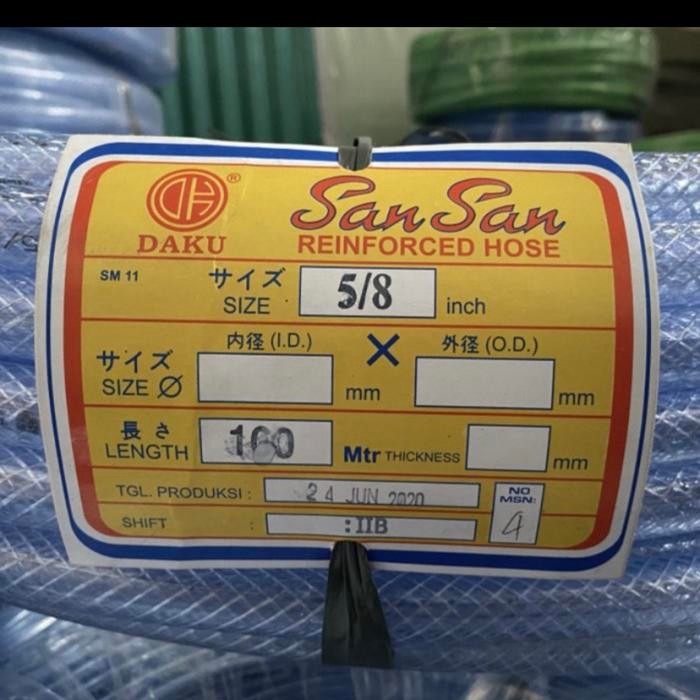 DAKU ®
San San
REINFORCED HOSE
SM 11
サイズ
SIZE 5/8 inch
内径 (I.D.) × 外径 (O.D.)
サイズ
SIZE Ø mm mm
長さ
LENGTH 100 Mtr THICKNESS mm
TGL. PRODUKSI : 24 JUN 2020
NO
MSN:
4
SHIFT : :IIB